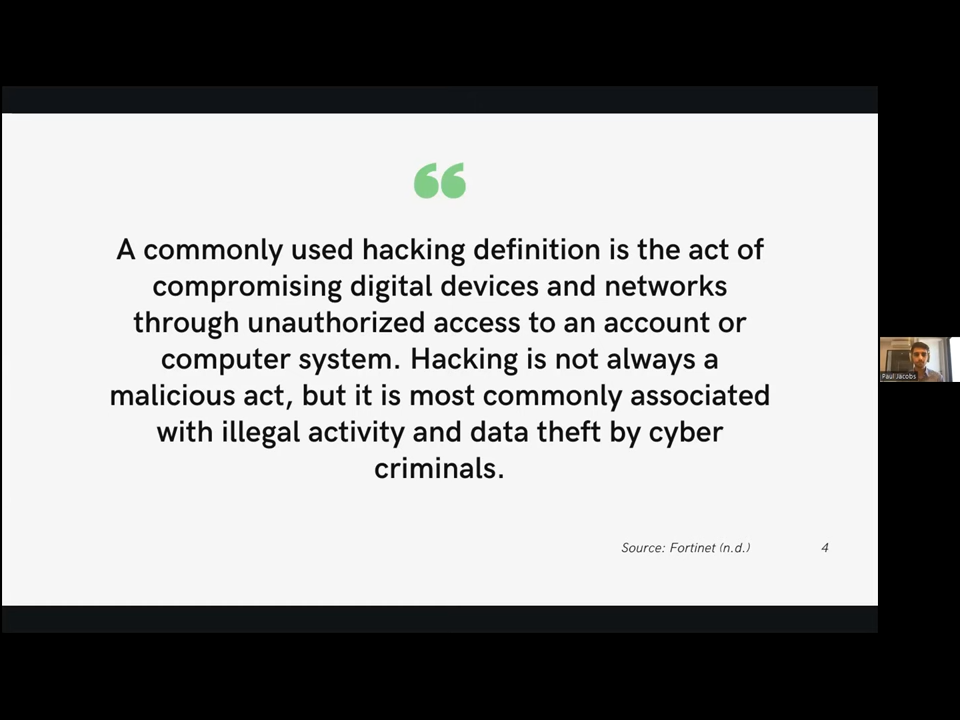 “
A commonly used hacking definition is the act of
compromising digital devices and networks
through unauthorized access to an account or
computer system. Hacking is not always a
malicious act, but it is most commonly associated
with illegal activity and data theft by cyber
criminals.
Source: Fortinet (n.d.)
4
Paul Jacobs